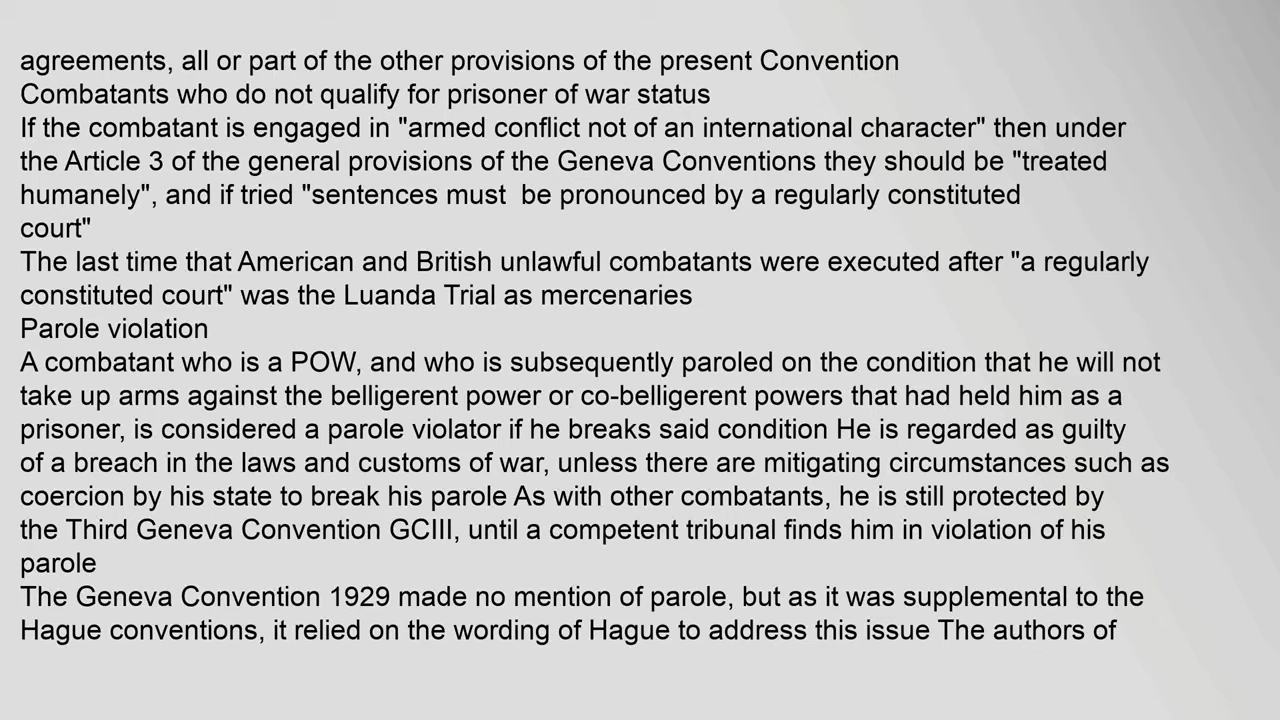 agreements, all or part of the other provisions of the present Convention
Combatants who do not qualify for prisoner of war status
If the combatant is engaged in "armed conflict not of an international character" then under
the Article 3 of the general provisions of the Geneva Conventions they should be "treated
humanely", and if tried "sentences must  be pronounced by a regularly constituted
court"
The last time that American and British unlawful combatants were executed after "a regularly
constituted court" was the Luanda Trial as mercenaries
Parole violation
A combatant who is a POW, and who is subsequently paroled on the condition that he will not
take up arms against the belligerent power or co-belligerent powers that had held him as a
prisoner, is considered a parole violator if he breaks said condition He is regarded as guilty
of a breach in the laws and customs of war, unless there are mitigating circumstances such as
coercion by his state to break his parole As with other combatants, he is still protected by
the Third Geneva Convention GCIII, until a competent tribunal finds him in violation of his
parole
The Geneva Convention 1929 made no mention of parole, but as it was supplemental to the
Hague conventions, it relied on the wording of Hague to address this issue The authors of